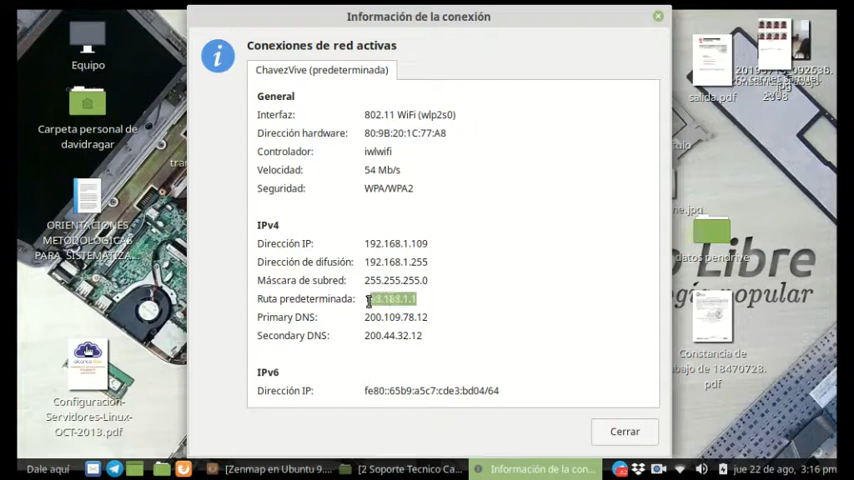 Información de la conexión
Conexiones de red activas
ChavezVive (predeterminada)
General
Interfaz: 802.11 WiFi (wlp2s0)
Dirección hardware: 80:9B:20:1C:77:A8
Controlador: iwlwifi
Velocidad: 54 Mb/s
Seguridad: WPA/WPA2
IPv4
Dirección IP: 192.168.1.109
Dirección de difusión: 192.168.1.255
Máscara de subred: 255.255.255.0
Ruta predeterminada:
Primary DNS: 200.109.78.12
Secondary DNS: 200.44.32.12
IPv6
Dirección IP: fe80::65b9:a5c7:cde3:bd04/64
Cerrar
Equipo
Carpeta personal de
davidragar
ORIENTACIONES
METODOLOGICAS
PARA_SISTEMATIZA...
Configuracion-
Servidores-Linux-
OCT-2013.pdf
salida.pdf
ne.jpg
datos pendrive
Libre
ogía popular
Constancia de
abajo de 18470728.
pdf
Dale aquí
[Zenmap en Ubuntu 9....
[2 Soporte Tecnico Ca...
Información de la con...
jue 22 de ago, 3:16 pm